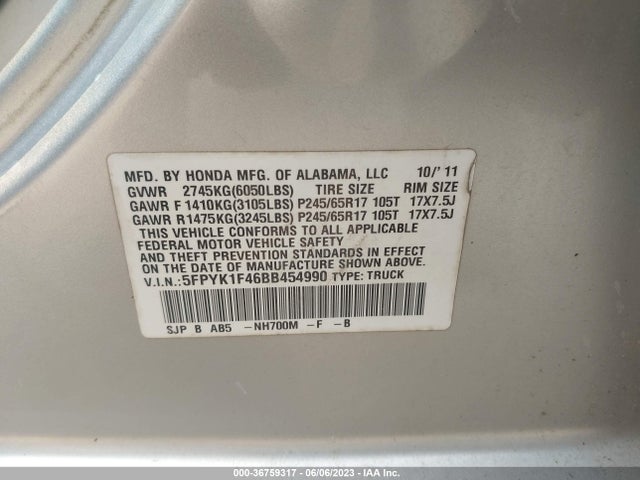 MFD. BY HONDA MFG. OF ALABAMA, LLC 10/'11
GVWR 2745KG(6050LBS) TIRE SIZE RIM SIZE
GAWR F 1410KG(3105LBS) P245/65R17 105T 17X7.5J
GAWR R 1475KG(3245LBS) P245/65R17 105T 17X7.5J
THIS VEHICLE CONFORMS TO ALL APPLICABLE
FEDERAL MOTOR VEHICLE SAFETY
AND THEFT PREVENTION STANDARDS IN EFFECT
ON THE DATE OF MANUFACTURE SHOWN ABOVE.
V.I.N.:5FPYK1F46BB454990 TYPE: TRUCK
SJP B AB5 -NH700M -F -B
000-36759317 - 06/06/2023 - IAA Inc.